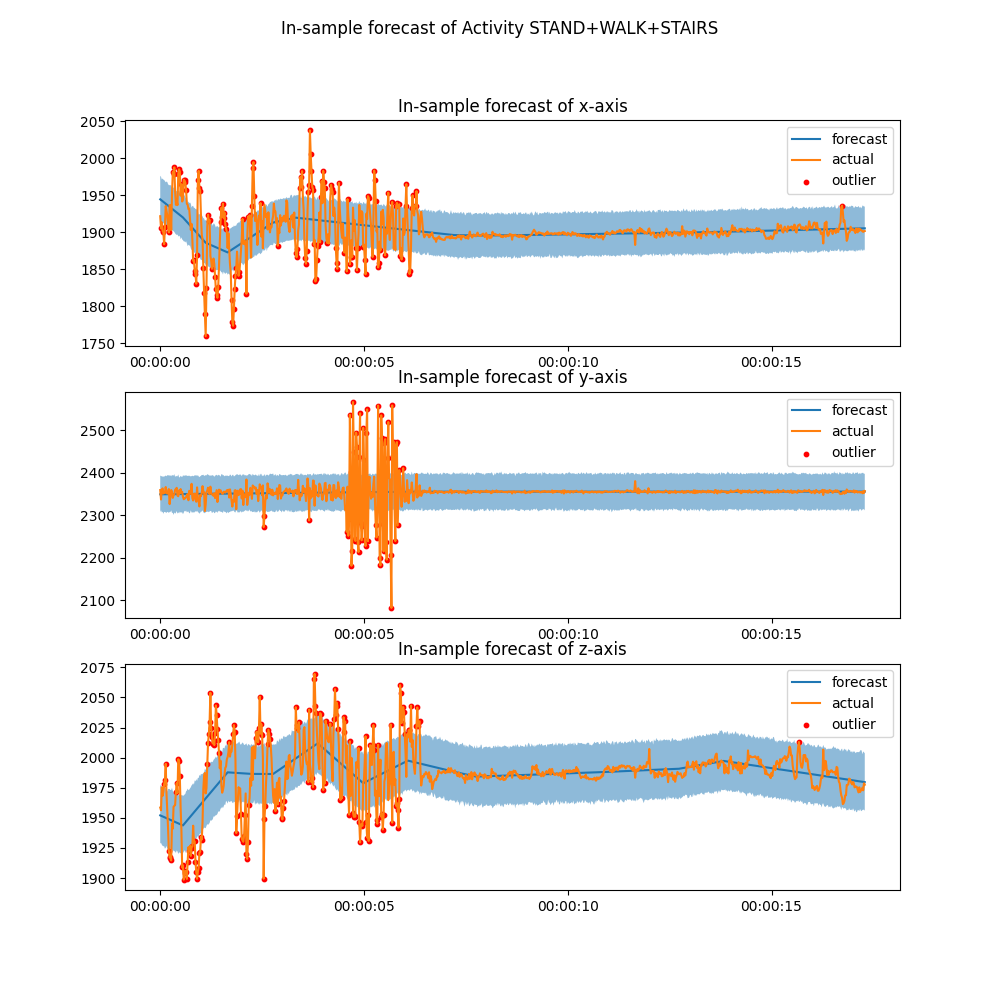 In-sample forecast of Activity STAND+WALK+STAIRS
In-sample forecast of x-axis
2050
2000
1950
1900
1850
1800
1750
forecast
actual
outlier
00:00:00 00:00:05 00:00:10 00:00:15
In-sample forecast of y-axis
2500
2400
2300
2200
2100
forecast
actual
outlier
00:00:00 00:00:05 00:00:10 00:00:15
In-sample forecast of z-axis
2075
2050
2025
2000
1975
1950
1925
1900
forecast
actual
outlier
00:00:00 00:00:05 00:00:10 00:00:15